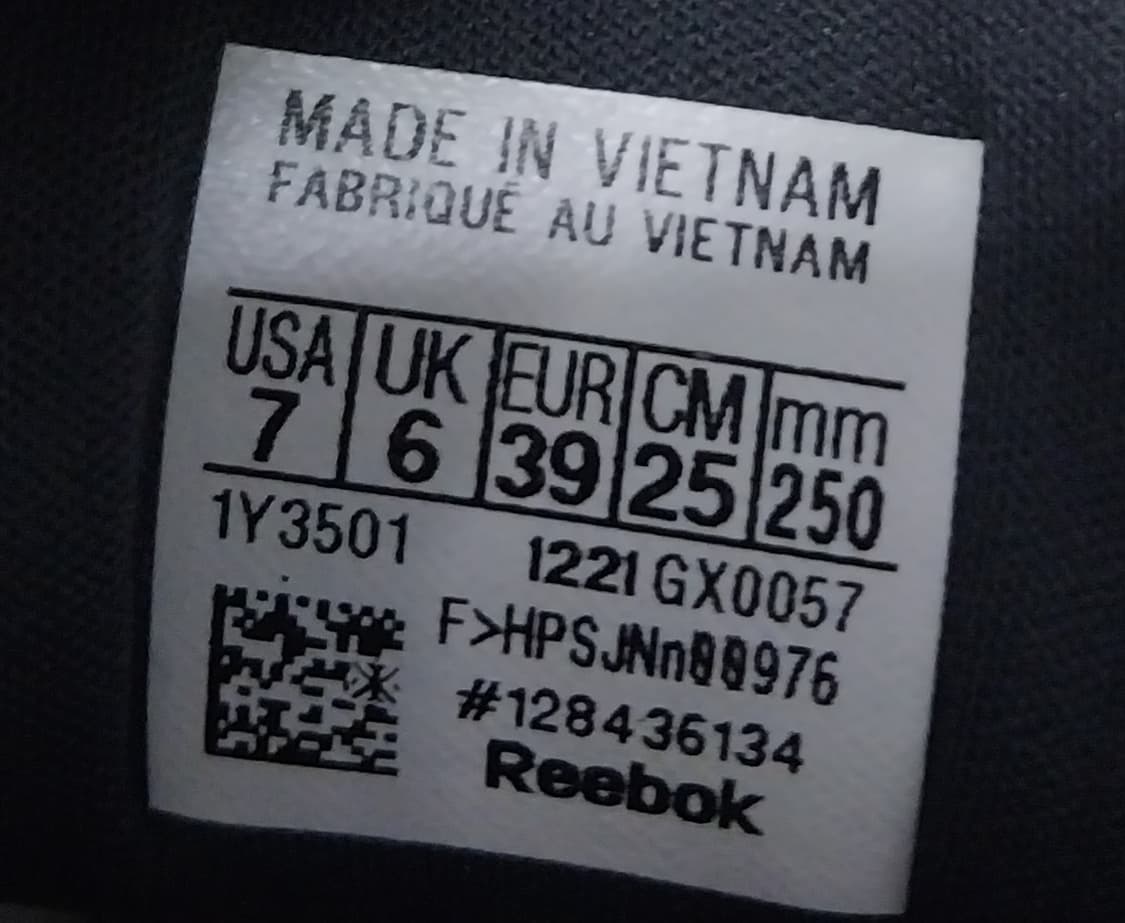 MADE IN VIETNAM
FABRIQUÉ AU VIETNAM
USA UK EUR CM mm
7 6 39 25 250
1Y3501 1221 GX0057
#128436134
Reebok